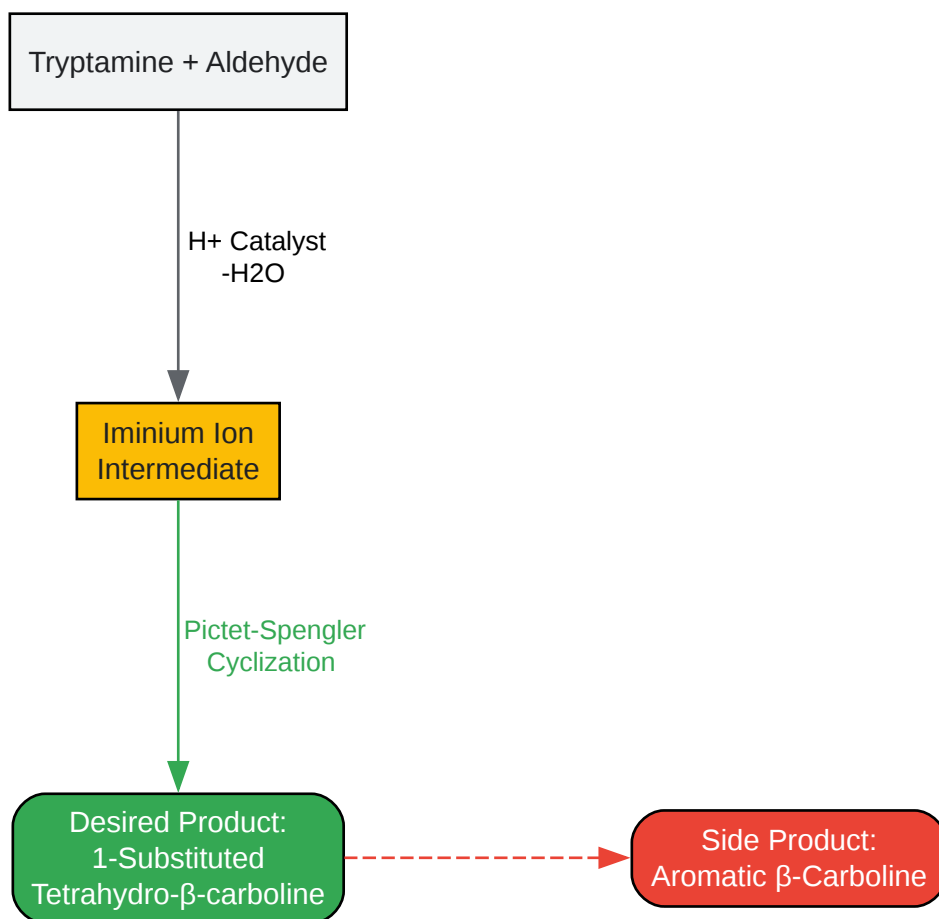 Tryptamine + Aldehyde
H+ Catalyst
-H2O
Iminium Ion
Intermediate
Pictet-Spengler
Cyclization
Desired Product:
1-Substituted
Tetrahydro-β-carboline
Side Product:
Aromatic β-Carboline